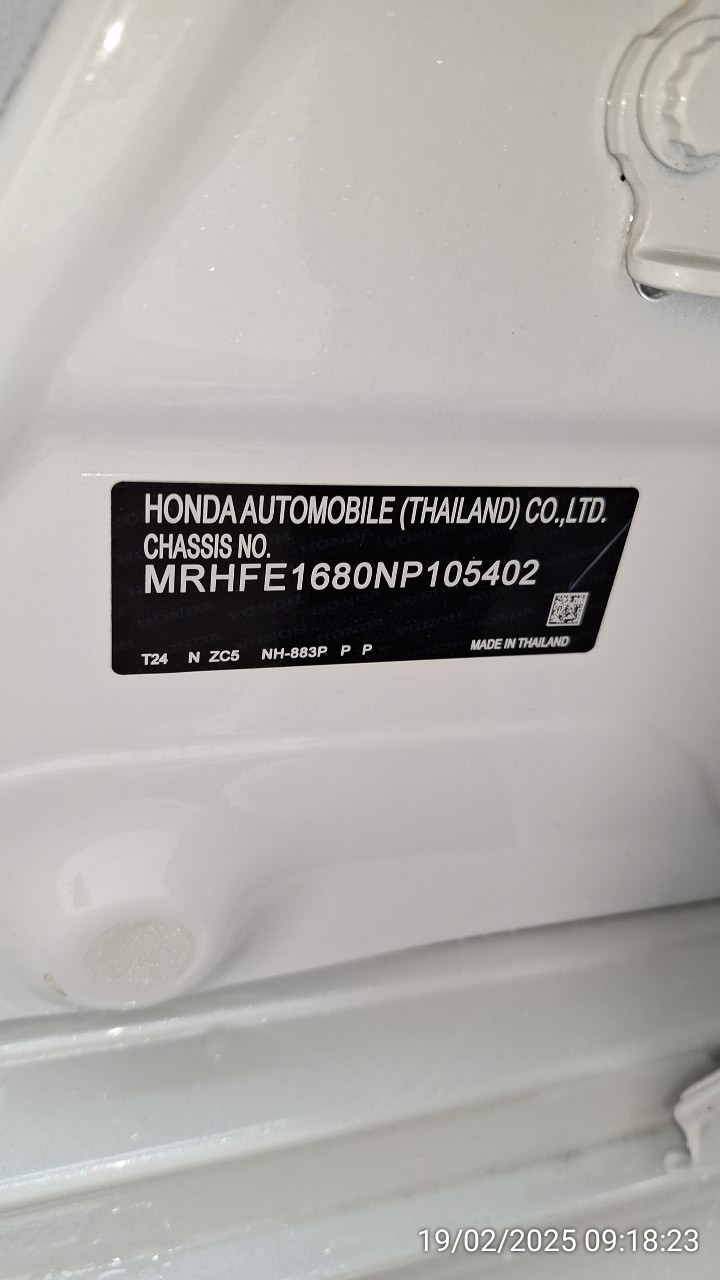 HONDA AUTOMOBILE (THAILAND) CO.,LTD.
CHASSIS NO.
MRHFE1680NP105402
T24 N ZC5 NH-883P P P MADE IN THAILAND
19/02/2025 09:18:23